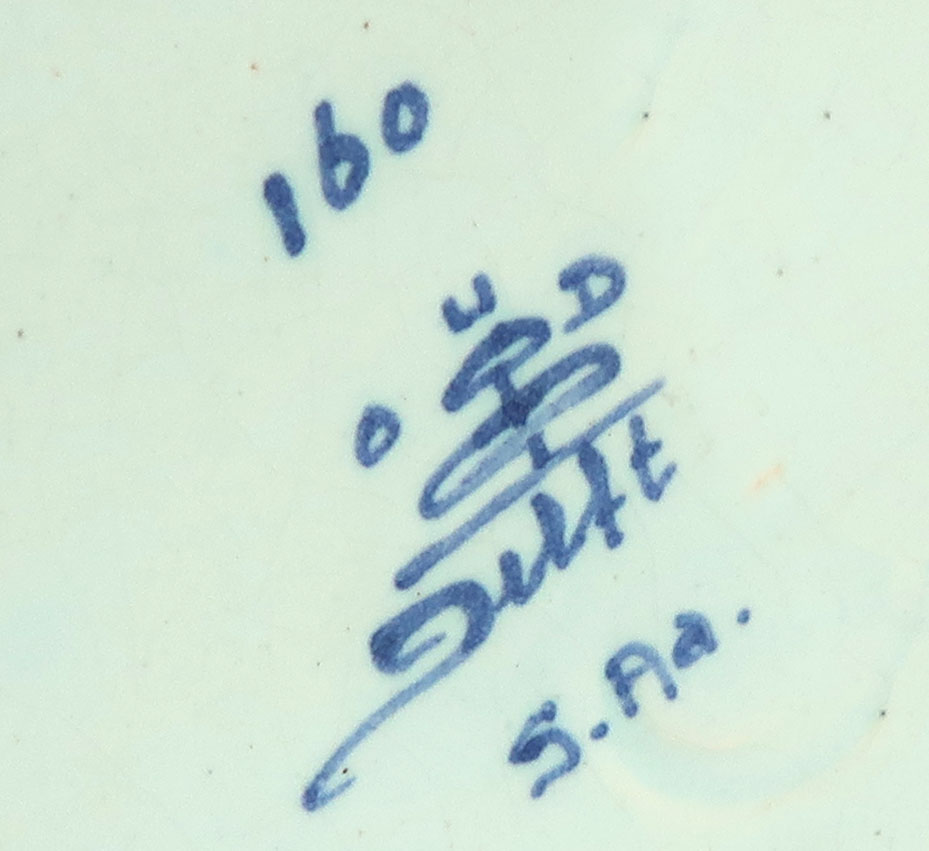 160
O U D
Delft
S.Aa.